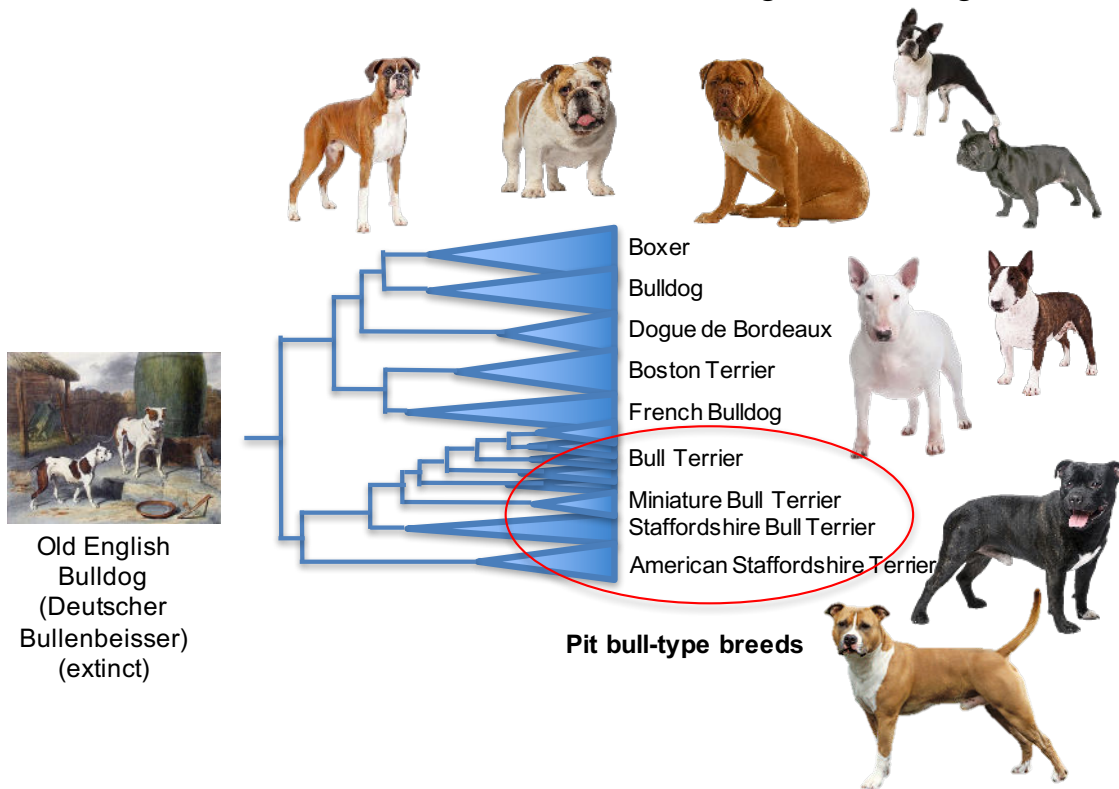 Boxer
Bulldog
Dogue de Bordeaux
Boston Terrier
French Bulldog
Bull Terrier
Miniature Bull Terrier
Staffordshire Bull Terrier
American Staffordshire Terrier
Old English
Bulldog
(Deutscher
Bullenbeisser)
(extinct)
Pit bull-type breeds